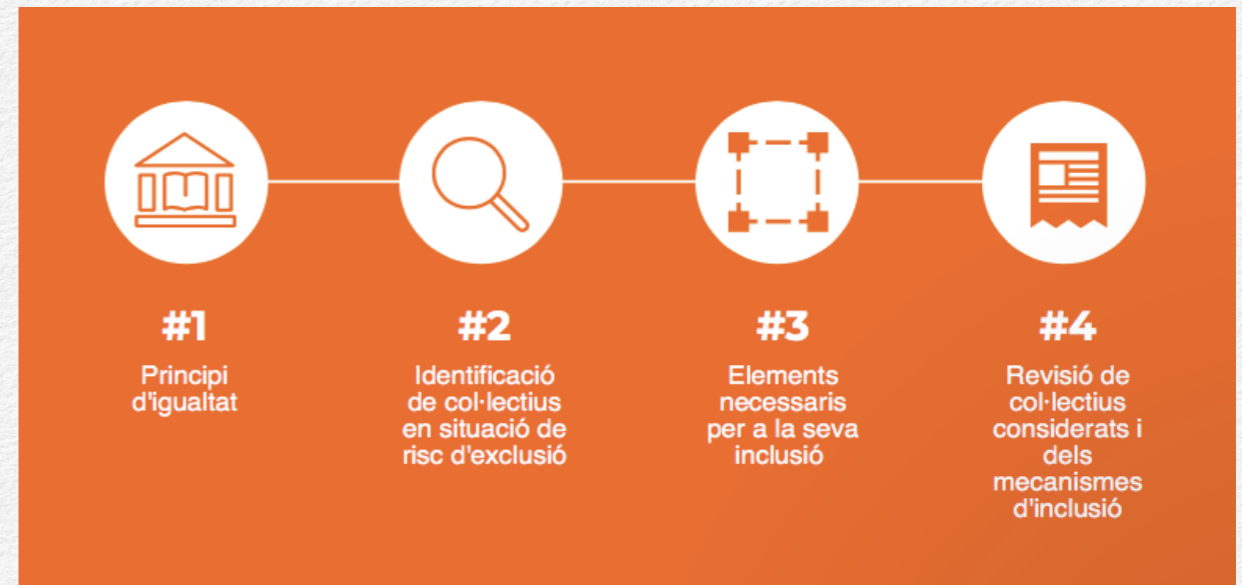 #1
Principi
d'igualtat
#2
Identificació
de col·lectius
en situació de
risc d'exclusió
#3
Elements
necessaris
per a la seva
inclusió
#4
Revisió de
col·lectius
considerats i
dels
mecanismes
d'inclusió